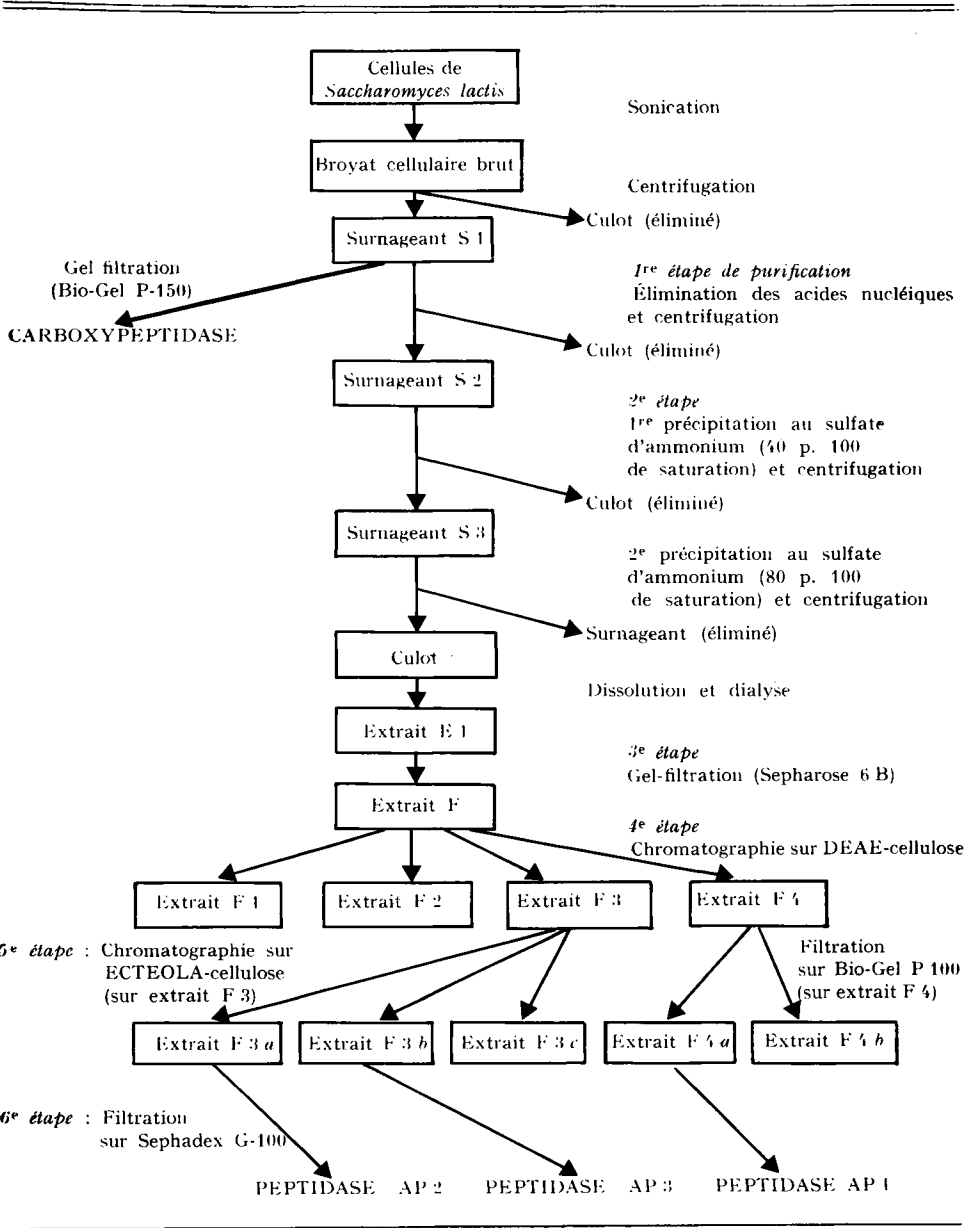 Cellules de
Saccharomyces lactis
Sonication
Broyat cellulaire brut
Centrifugation
Culot (éliminé)
Surnageant S 1
Gel filtration
(Bio-Gel P-150)
CARBOXYPEPTIDASE
1re étape de purification
Élimination des acides nucléiques
et centrifugation
Culot (éliminé)
Surnageant S 2
2e étape
1re précipitation au sulfate
d'ammonium (40 p. 100
de saturation) et centrifugation
Culot (éliminé)
Surnageant S 3
2e précipitation au sulfate
d'ammonium (80 p. 100
de saturation) et centrifugation
Surnageant (éliminé)
Culot
Dissolution et dialyse
Extrait E 1
3e étape
Gel-filtration (Sepharose 6 B)
Extrait F
4e étape
Chromatographie sur DEAE-cellulose
Extrait F 1
Extrait F 2
Extrait F 3
Extrait F 4
5e étape : Chromatographie sur
ECTEOLA-cellulose
(sur extrait F 3)
Filtration
sur Bio-Gel P 100
(sur extrait F 4)
Extrait F 3 a
Extrait F 3 b
Extrait F 3 c
Extrait F 4 a
Extrait F 4 b
6e étape : Filtration
sur Sephadex G-100
PEPTIDASE AP 2
PEPTIDASE AP 3
PEPTIDASE AP 1